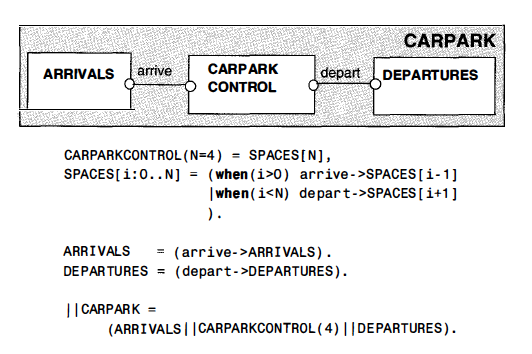 CARPARK
ARRIVALS arrive CARPARK CONTROL depart DEPARTURES
CARPARKCONTROL(N=4) = SPACES[N],
SPACES[i:0..N] = (when(i>0) arrive->SPACES[i-1]
|when(i<N) depart->SPACES[i+1]
).
ARRIVALS = (arrive->ARRIVALS).
DEPARTURES = (depart->DEPARTURES).
||CARPARK =
(ARRIVALS||CARPARKCONTROL(4)||DEPARTURES).